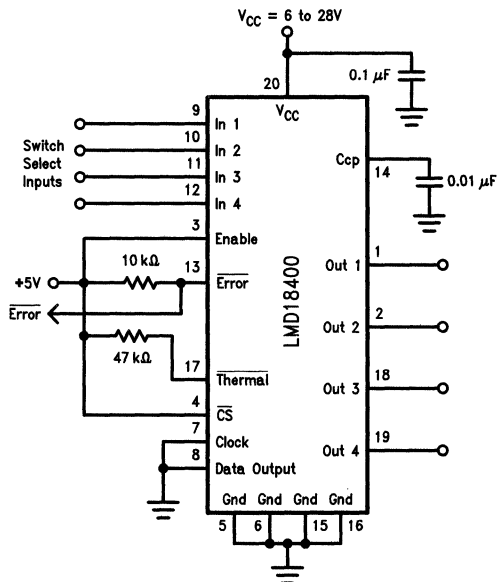 V_CC = 6 to 28V
0.1 μF
20
V_CC
9
In 1
10
In 2
Switch
Select
Inputs
11
In 3
12
In 4
Ccp
14
0.01 μF
3
Enable
10 kΩ
13
Error
+5V
Error
47 kΩ
17
Thermal
4
CS
7
Clock
8
Data Output
LMD18400
Out 1
1
Out 2
2
Out 3
18
Out 4
19
Gnd Gnd Gnd Gnd
5 6 15 16